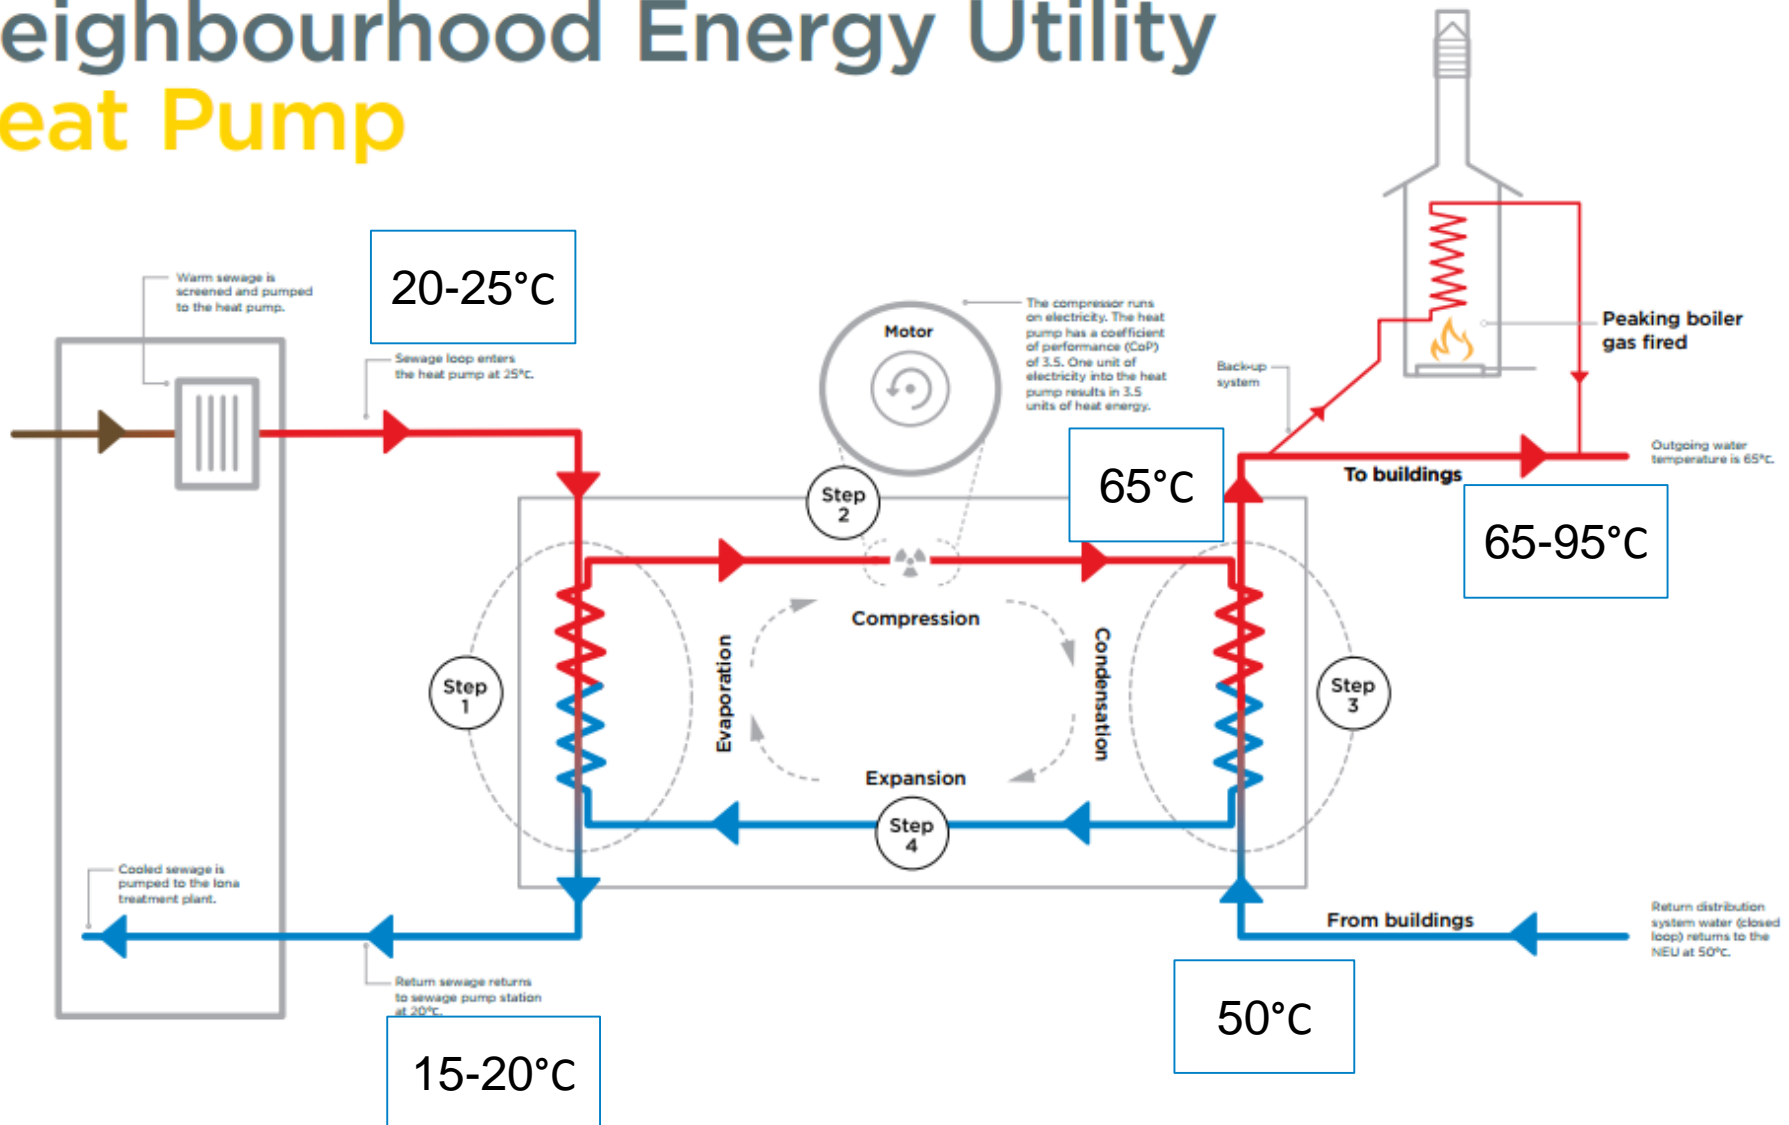 eighbourhood Energy Utility
eat Pump
Warm sewage is
screened and pumped
to the heat pump.
20-25°C
Sewage loop enters
the heat pump at 25°C.
Motor
The compressor runs
on electricity. The heat
pump has a coefficient
of performance (CoP)
of 3.5. One unit of
electricity into the heat
pump results in 3.5
units of heat energy.
Back-up
system
Peaking boiler
gas fired
Outgoing water
temperature is 65°C.
To buildings
65°C
65-95°C
Step
2
Compression
Evaporation
Condensation
Step
1
Step
3
Expansion
Step
4
Cooled sewage is
pumped to the Iona
treatment plant.
Return sewage returns
to sewage pump station
at 20°C.
15-20°C
From buildings
Return distribution
system water (closed
loop) returns to the
NEU at 50°C.
50°C